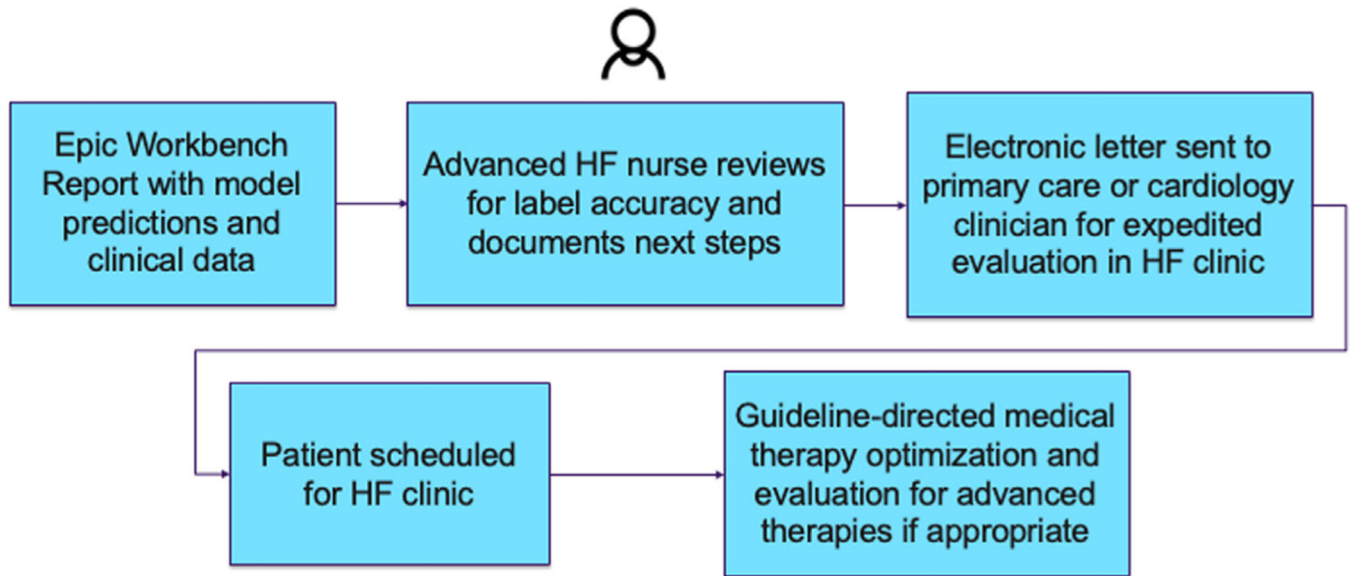 Epic Workbench
Report with model
predictions and
clinical data
Advanced HF nurse reviews
for label accuracy and
documents next steps
Electronic letter sent to
primary care or cardiology
clinician for expedited
evaluation in HF clinic
Patient scheduled
for HF clinic
Guideline-directed medical
therapy optimization and
evaluation for advanced
therapies if appropriate